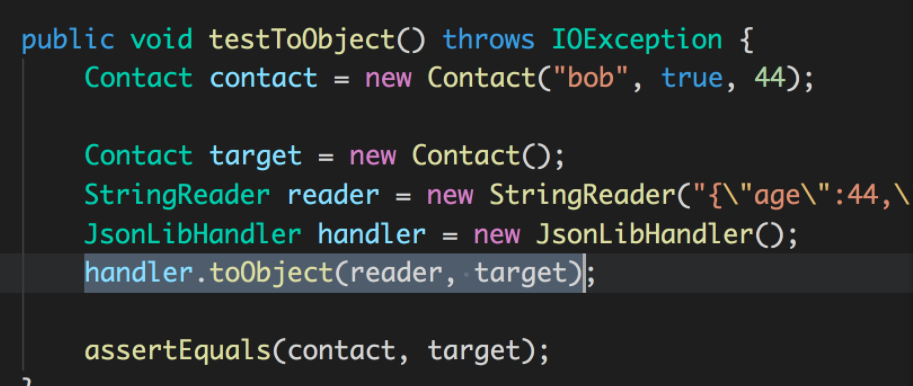 public void testToObject() throws IOException {
Contact contact = new Contact("bob", true, 44);
Contact target = new Contact();
StringReader reader = new StringReader("{\"age\":44,\
JsonLibHandler handler = new JsonLibHandler();
handler.toObject(reader, target);
assertEquals(contact, target);
}